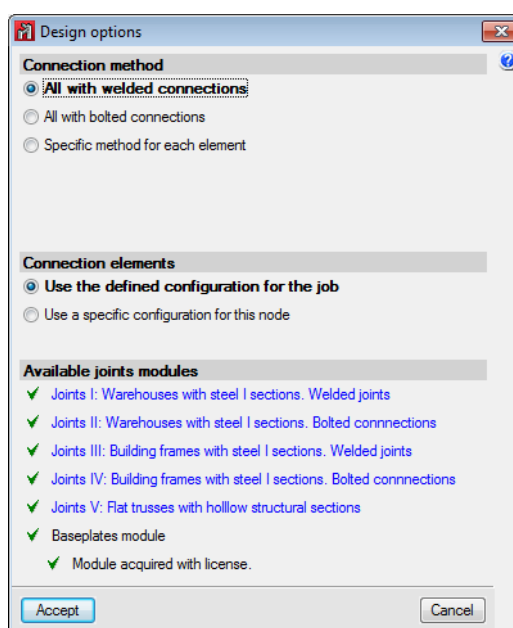 Design options
Connection method
All with welded connections
All with bolted connections
Specific method for each element
Connection elements
Use the defined configuration for the job
Use a specific configuration for this node
Available joints modules
Joints I: Warehouses with steel I sections. Welded joints
Joints II: Warehouses with steel I sections. Bolted connnections
Joints III: Building frames with steel I sections. Welded joints
Joints IV: Building frames with steel I sections. Bolted connnections
Joints V: Flat trusses with holllow structural sections
Baseplates module
Module acquired with license.
Accept
Cancel